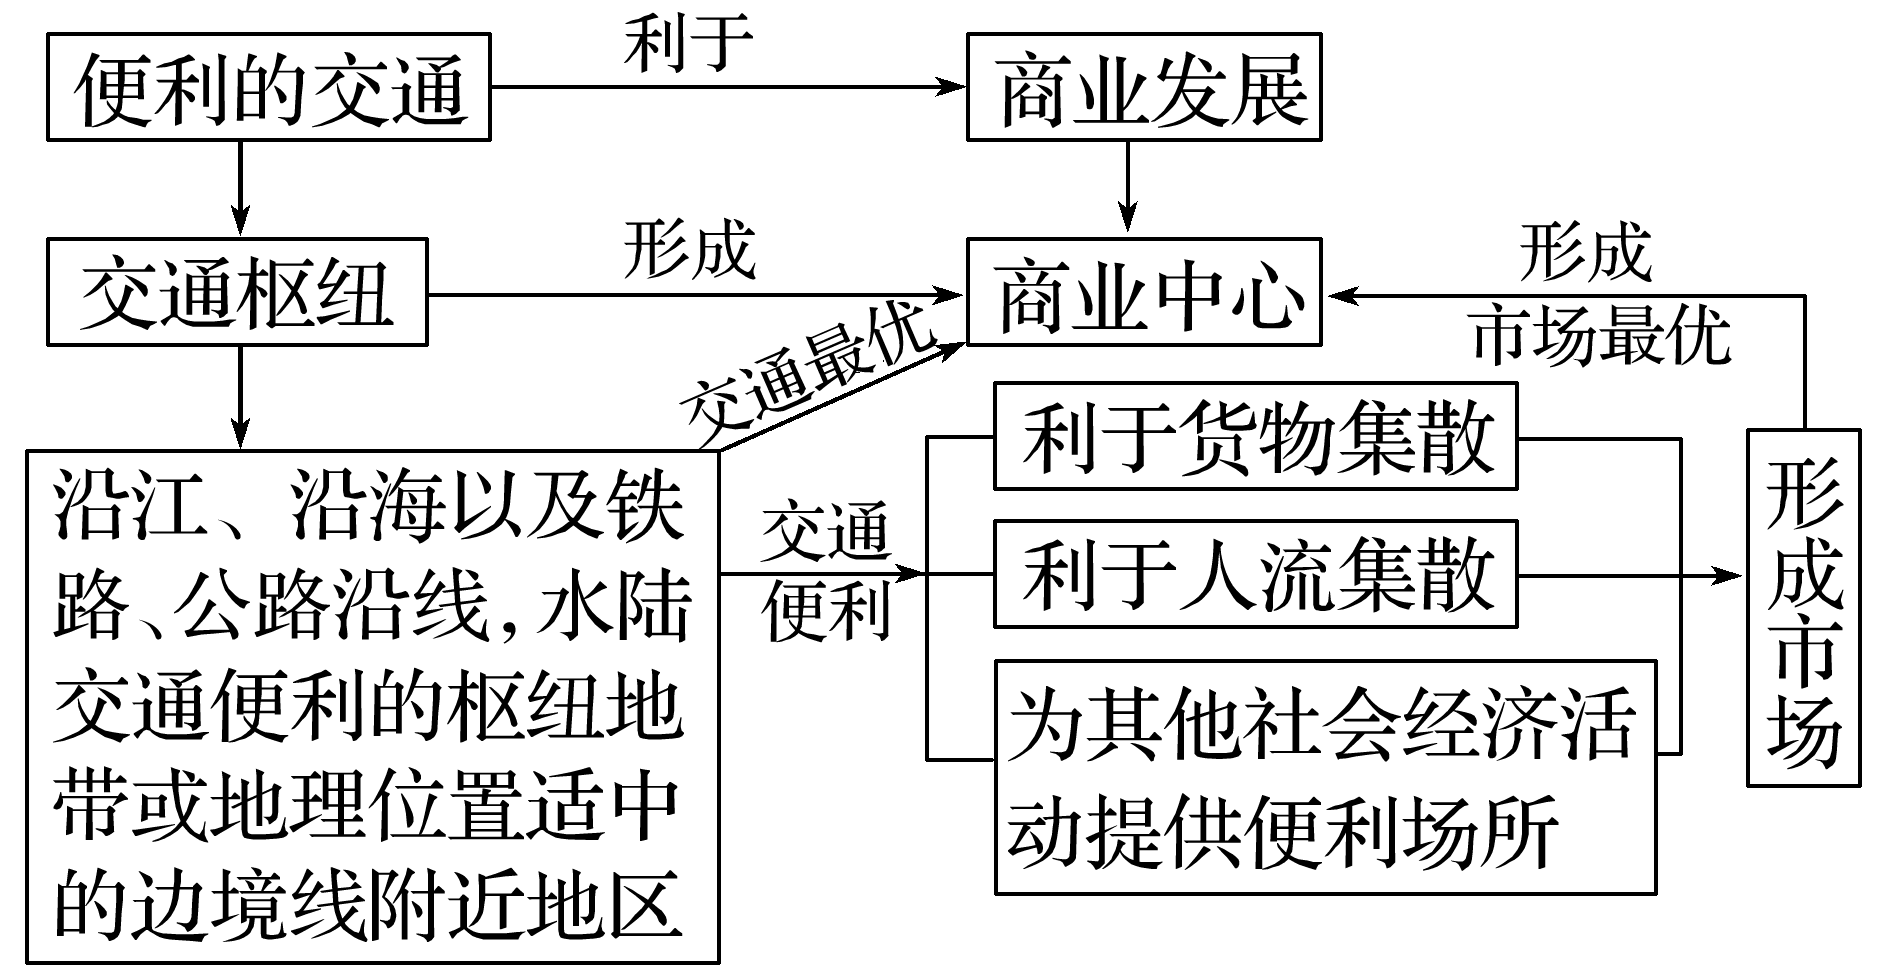 便利的交通
利于
商业发展
交通枢纽
形成
商业中心
形成
市场最优
交通最优
沿江、沿海以及铁
路、公路沿线,水陆
交通便利的枢纽地
带或地理位置适中
的边境线附近地区
交通
便利
利于货物集散
利于人流集散
为其他社会经济活
动提供便利场所
形成市场